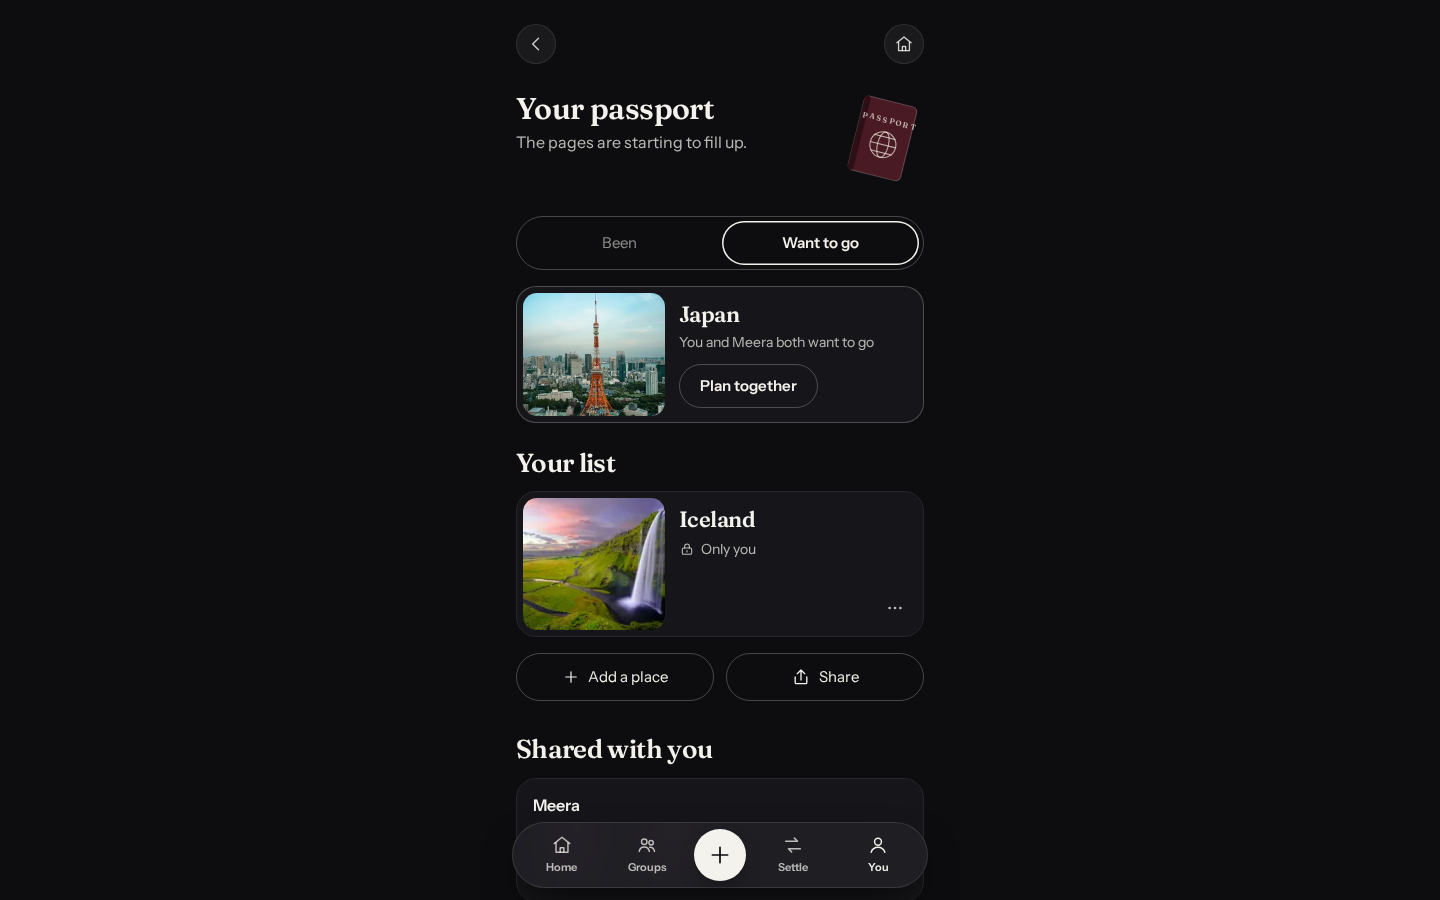 Your passport
The pages are starting to fill up.
PASSPORT
Been
Want to go
Japan
You and Meera both want to go
Plan together
Your list
Iceland
Only you
Add a place
Share
Shared with you
Meera
Home
Groups
Settle
You